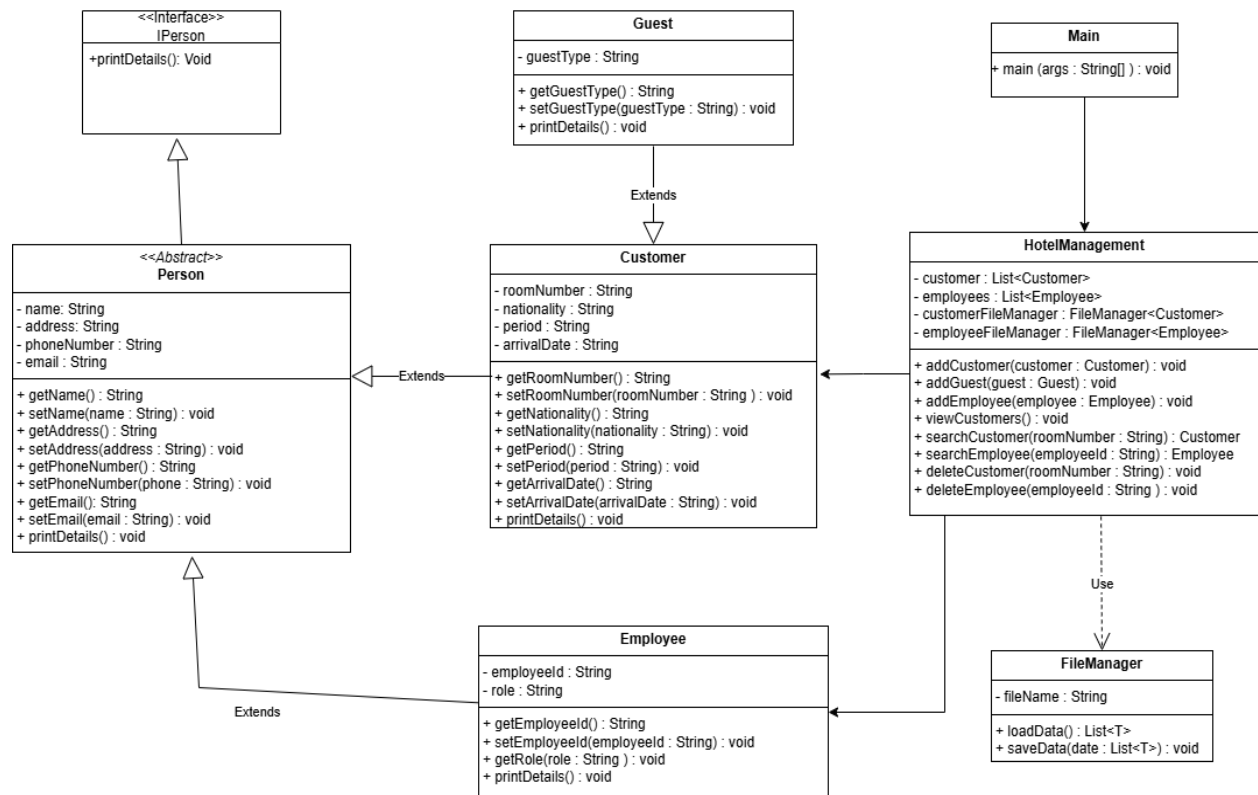 <<Interface>>
IPerson
+printDetails(): Void
Guest
- guestType : String
+ getGuestType() : String
+ setGuestType(guestType : String) : void
+ printDetails() : void
Main
+ main (args : String[] ) : void
Extends
<<Abstract>>
Person
- name: String
- address: String
- phoneNumber : String
- email : String
+ getName() : String
+ setName(name : String) : void
+ getAddress() : String
+ setAddress(address : String) : void
+ getPhoneNumber() : String
+ setPhoneNumber(phone : String) : void
+ getEmail(): String
+ setEmail(email : String) : void
+ printDetails() : void
Extends
Customer
- roomNumber : String
- nationality : String
- period : String
- arrivalDate : String
+ getRoomNumber() : String
+ setRoomNumber(roomNumber : String ) : void
+ getNationality() : String
+ setNationality(nationality : String) : void
+ getPeriod() : String
+ setPeriod(period : String) : void
+ getArrivalDate() : String
+ setArrivalDate(arrivalDate : String) : void
+ printDetails() : void
HotelManagement
- customer : List<Customer>
- employees : List<Employee>
- customerFileManager : FileManager<Customer>
- employeeFileManager : FileManager<Employee>
+ addCustomer(customer : Customer) : void
+ addGuest(guest : Guest) : void
+ addEmployee(employee : Employee) : void
+ viewCustomers() : void
+ searchCustomer(roomNumber : String) : Customer
+ searchEmployee(employeeId : String) : Employee
+ deleteCustomer(roomNumber : String) : void
+ deleteEmployee(employeeId : String ) : void
Use
Extends
Employee
- employeeId : String
- role : String
+ getEmployeeId() : String
+ setEmployeeId(employeeId : String) : void
+ getRole(role : String ) : void
+ printDetails() : void
FileManager
- fileName : String
+ loadData() : List<T>
+ saveData(date : List<T>) : void